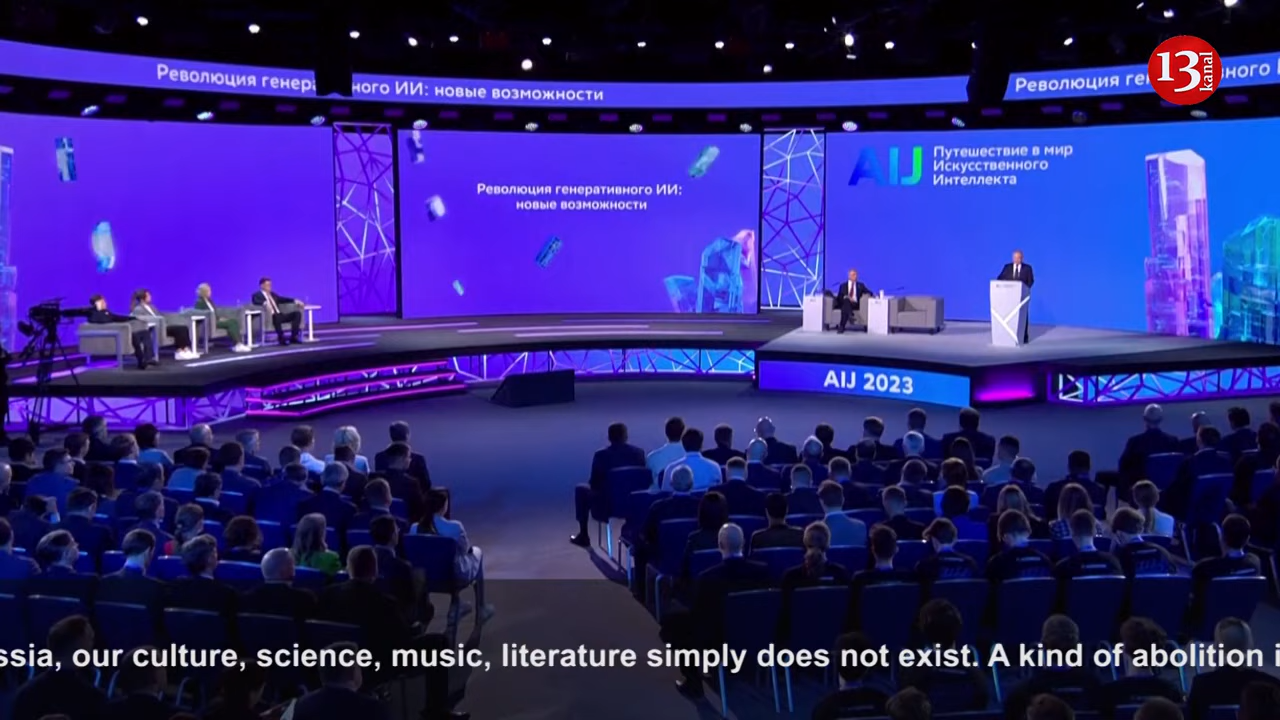 Революция генеративного ИИ: новые возможности
Революция
13
kanal
AIJ
Путешествие в мир
Искусственного
Интеллекта
Революция генеративного ИИ:
новые возможности
AIJ 2023
ssia, our culture, science, music, literature simply does not exist. A kind of abolition i